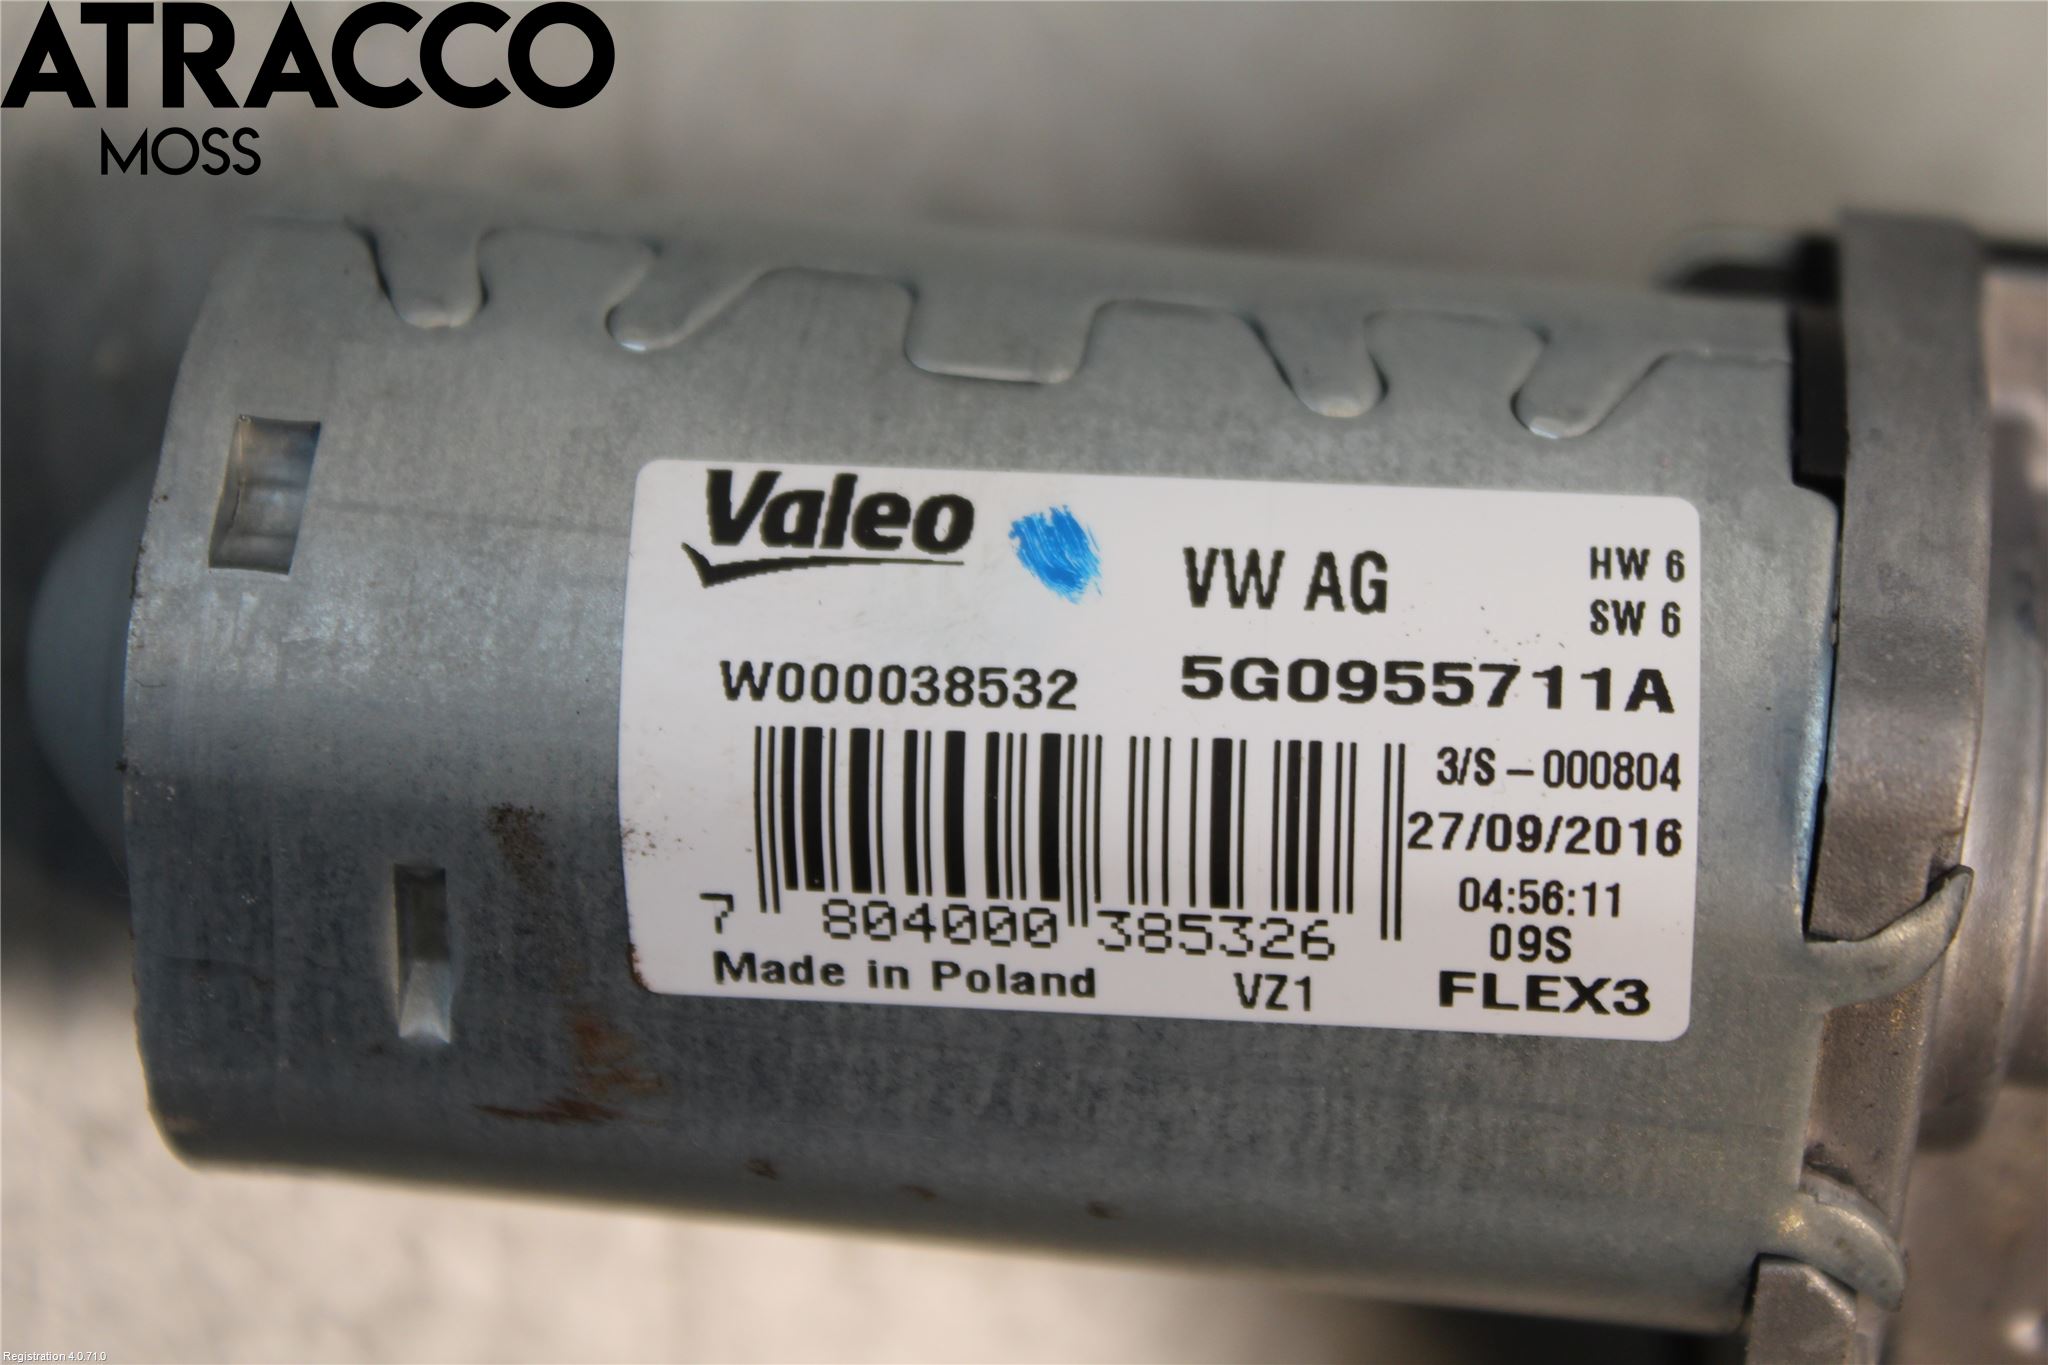 ATRACCO
MOSS
Valeo
VW AG
HW 6
SW 6
W000038532
5G0955711A
3/S - 000804
27/09/2016
04:56:11
09S
7 804000 385326
Made in Poland
VZ1
FLEX3
Registration 4.0.71.0